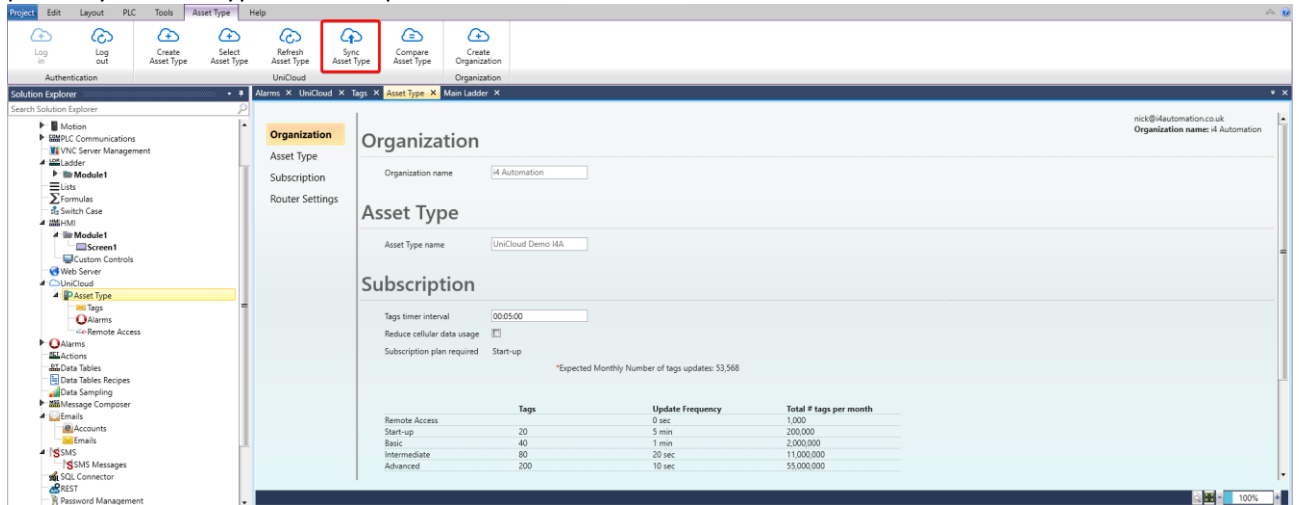 Project Edit Layout PLC Tools Asset Type Help
Log in
Log out
Create Asset Type
Select Asset Type
Refresh Asset Type
Sync Asset Type
Compare Asset Type
Create Organization
Authentication UniCloud Organization
Solution Explorer
Search Solution Explorer
Motion
PLC Communications
VNC Server Management
Ladder
Module1
Lists
Formulas
Switch Case
HMI
Module1
Screen1
Custom Controls
Web Server
UniCloud
Asset Type
Tags
Alarms
Remote Access
Alarms
Actions
Data Tables
Data Tables Recipes
Data Sampling
Message Composer
Emails
Accounts
Emails
SMS
SMS Messages
SQL Connector
REST
Password Management
Alarms X UniCloud X Tags X Asset Type X Main Ladder X
Organization
Asset Type
Subscription
Router Settings
nick@i4automation.co.uk
Organization name: i4 Automation
Organization
Organization name i4 Automation
Asset Type
Asset Type name UniCloud Demo I4A
Subscription
Tags timer interval 00:05:00
Reduce cellular data usage
Subscription plan required Start-up
*Expected Monthly Number of tags updates: 53,568
Tags Update Frequency Total # tags per month
Remote Access 0 sec 1,000
Start-up 20 5 min 200,000
Basic 40 1 min 2,000,000
Intermediate 80 20 sec 11,000,000
Advanced 200 10 sec 55,000,000
100%